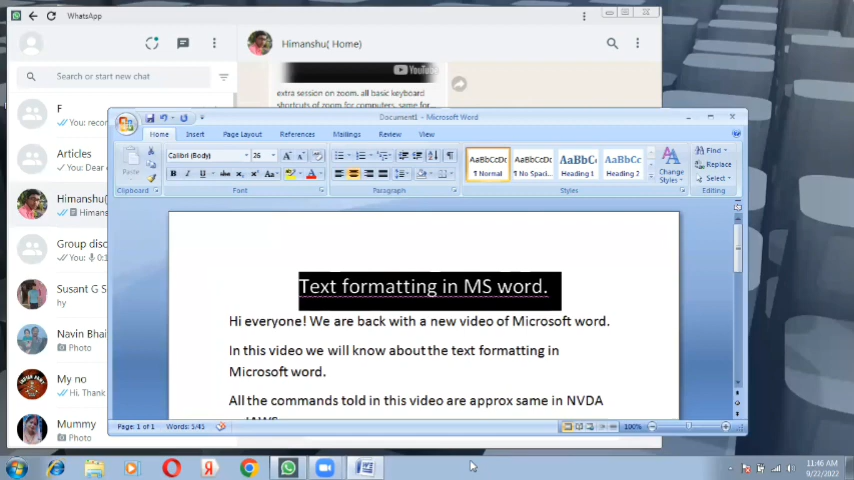 WhatsApp
Himanshu( Home)
YouTube
Search or start new chat
extra session on zoom. all basic keyboard
shortcuts of zoom for computers. same for
F
You: recor
Articles
You: Dear
Himanshu(
Himans
Group disc
You: 0:1
Susant G S
hy
Navin Bhai
Photo
My no
Hi, Thank
Mummy
Photo
Document1 - Microsoft Word
Home Insert Page Layout References Mailings Review View
Paste
Calibri (Body) 26
AaBbCcDc AaBbCcDc AaBbC AaBbCc
¶ Normal ¶ No Spaci... Heading 1 Heading 2
Change Styles
Find
Replace
Select
Clipboard Font Paragraph Styles Editing
Text formatting in MS word.
Hi everyone! We are back with a new video of Microsoft word.
In this video we will know about the text formatting in
Microsoft word.
All the commands told in this video are approx same in NVDA
Page: 1 of 1 Words: 5/45 100%
11:46 AM
9/22/2022